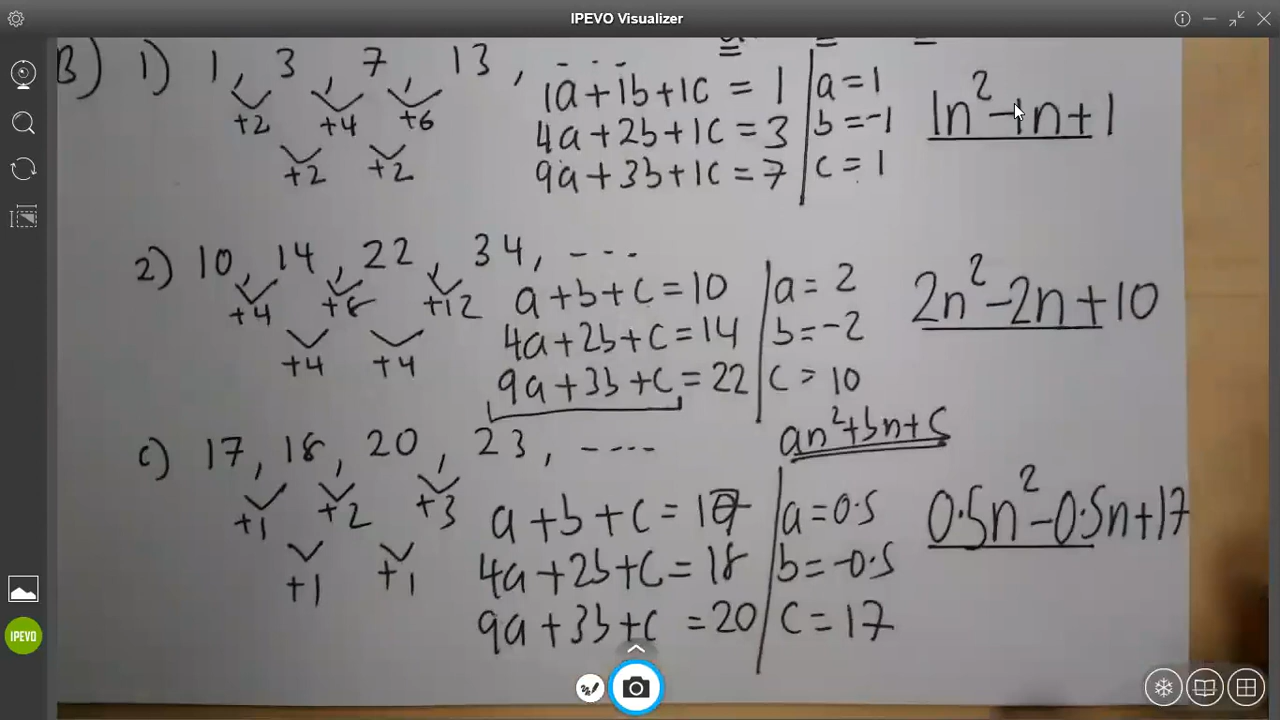 IPEVO Visualizer
B) 1) 1, 3, 7, 13, ---
+2 +4 +6
+2 +2
1a+1b+1c = 1
4a+2b+1c = 3
9a+3b+1c = 7
a=1
b=-1
c=1
1n²-1n+1
2) 10, 14, 22, 34, ---
+4 +8 +12
+4 +4
a+b+c=10
4a+2b+c=14
9a+3b+c=22
a=2
b=-2
c=10
2n²-2n+10
an²+bn+c
c) 17, 18, 20, 23, ----
+1 +2 +3
+1 +1
a+b+c=17
4a+2b+c=18
9a+3b+c=20
a=0.5
b=-0.5
c=17
0.5n²-0.5n+17
IPEVO